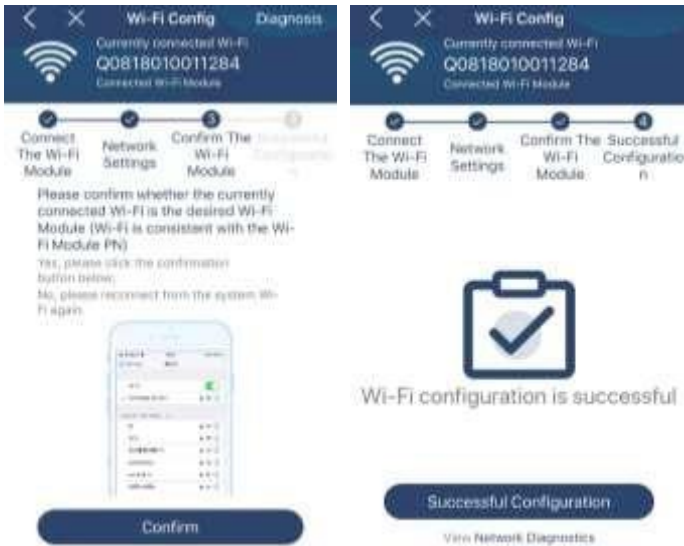 Wi-Fi Config Diagnosis
Currently connected Wi-Fi
Q0818010011284
Connected Wi-Fi Module
3
Connect
The Wi-Fi
Module
Network
Settings
Confirm The
Wi-Fi
Module
Please confirm whether the currently
connected Wi-Fi is the desired Wi-Fi
Module (Wi-Fi is consistent with the Wi-
Fi Module PN)
Yes, please click the confirmation
button below;
No, please reconnect from the system Wi-
Fi again
Confirm
Wi-Fi Config
Currently connected Wi-Fi
Q0818010011284
Connected Wi-Fi Module
4
Connect
The Wi-Fi
Module
Network
Settings
Confirm The
Wi-Fi
Module
Successful
Configuratio
n
Wi-Fi configuration is successful
Successful Configuration
View Network Diagnostics